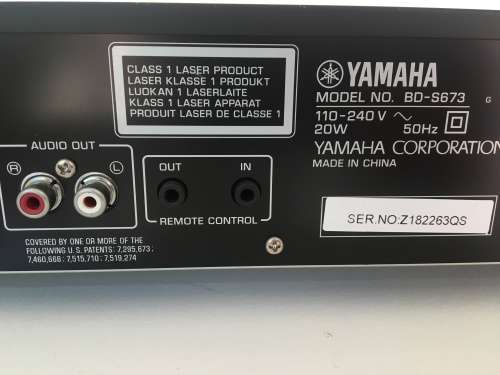 CLASS 1 LASER PRODUCT
LASER KLASSE 1 PRODUKT
LUOKAN 1 LASERLAITE
KLASS 1 LASER APPARAT
PRODUIT LASER DE CLASSE 1
YAMAHA
MODEL NO. BD-S673 G
110-240 V ~
20W 50Hz
YAMAHA CORPORATION
MADE IN CHINA
AUDIO OUT
R L
OUT IN
REMOTE CONTROL
SER.NO:Z182263QS
COVERED BY ONE OR MORE OF THE
FOLLOWING U.S. PATENTS: 7,295,673;
7,460,668; 7,515,710; 7,519,274